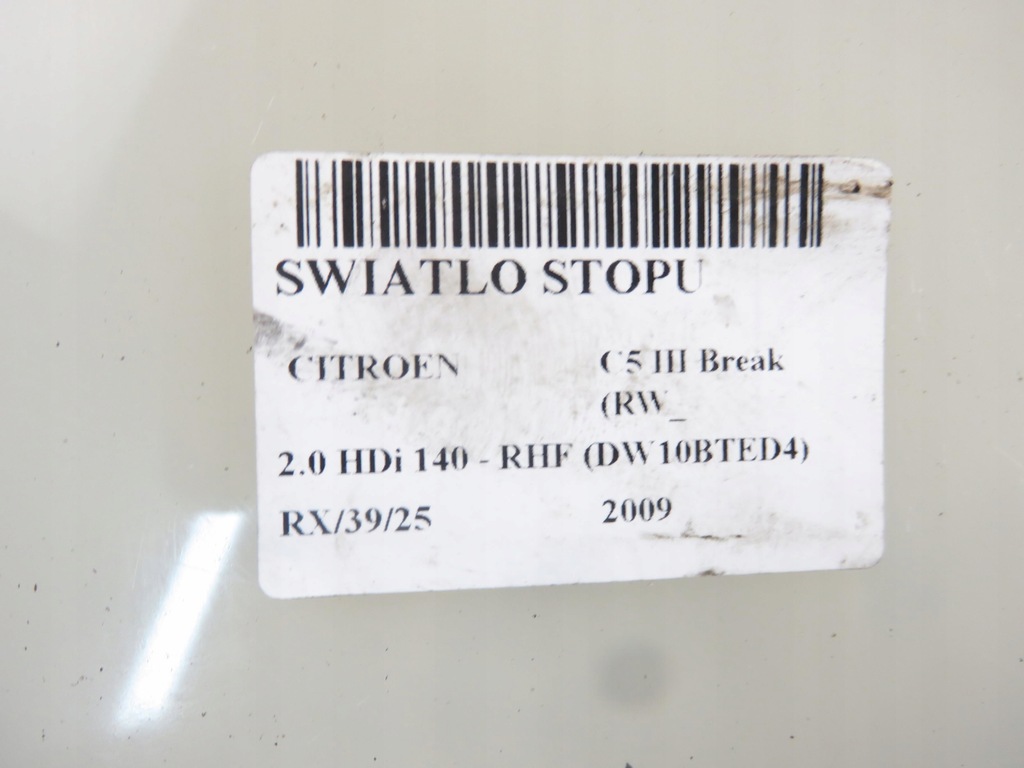 SWIATLO STOPU
CITROEN C5 III Break
(RW_
2.0 HDi 140 - RHF (DW10BTED4)
RX/39/25 2009